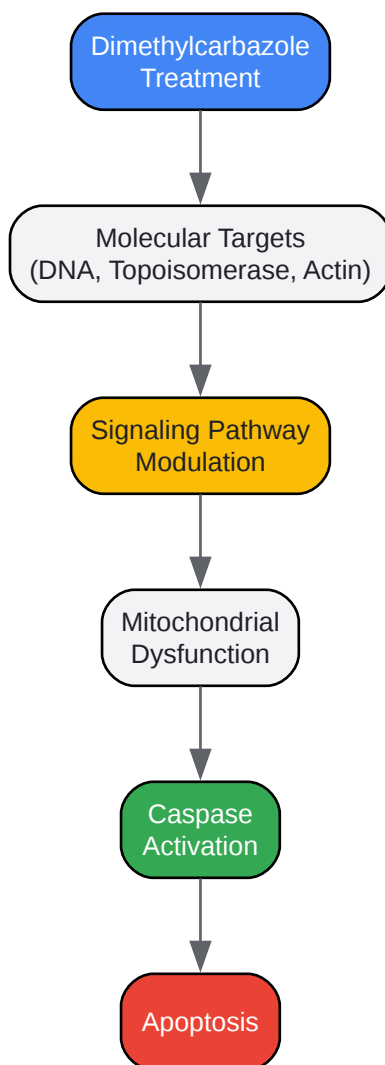 Dimethylcarbazole
Treatment
Molecular Targets
(DNA, Topoisomerase, Actin)
Signaling Pathway
Modulation
Mitochondrial
Dysfunction
Caspase
Activation
Apoptosis